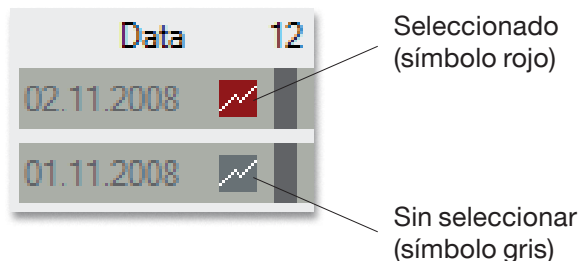 Data 12
Seleccionado
(símbolo rojo)
02.11.2008
01.11.2008
Sin seleccionar
(símbolo gris)